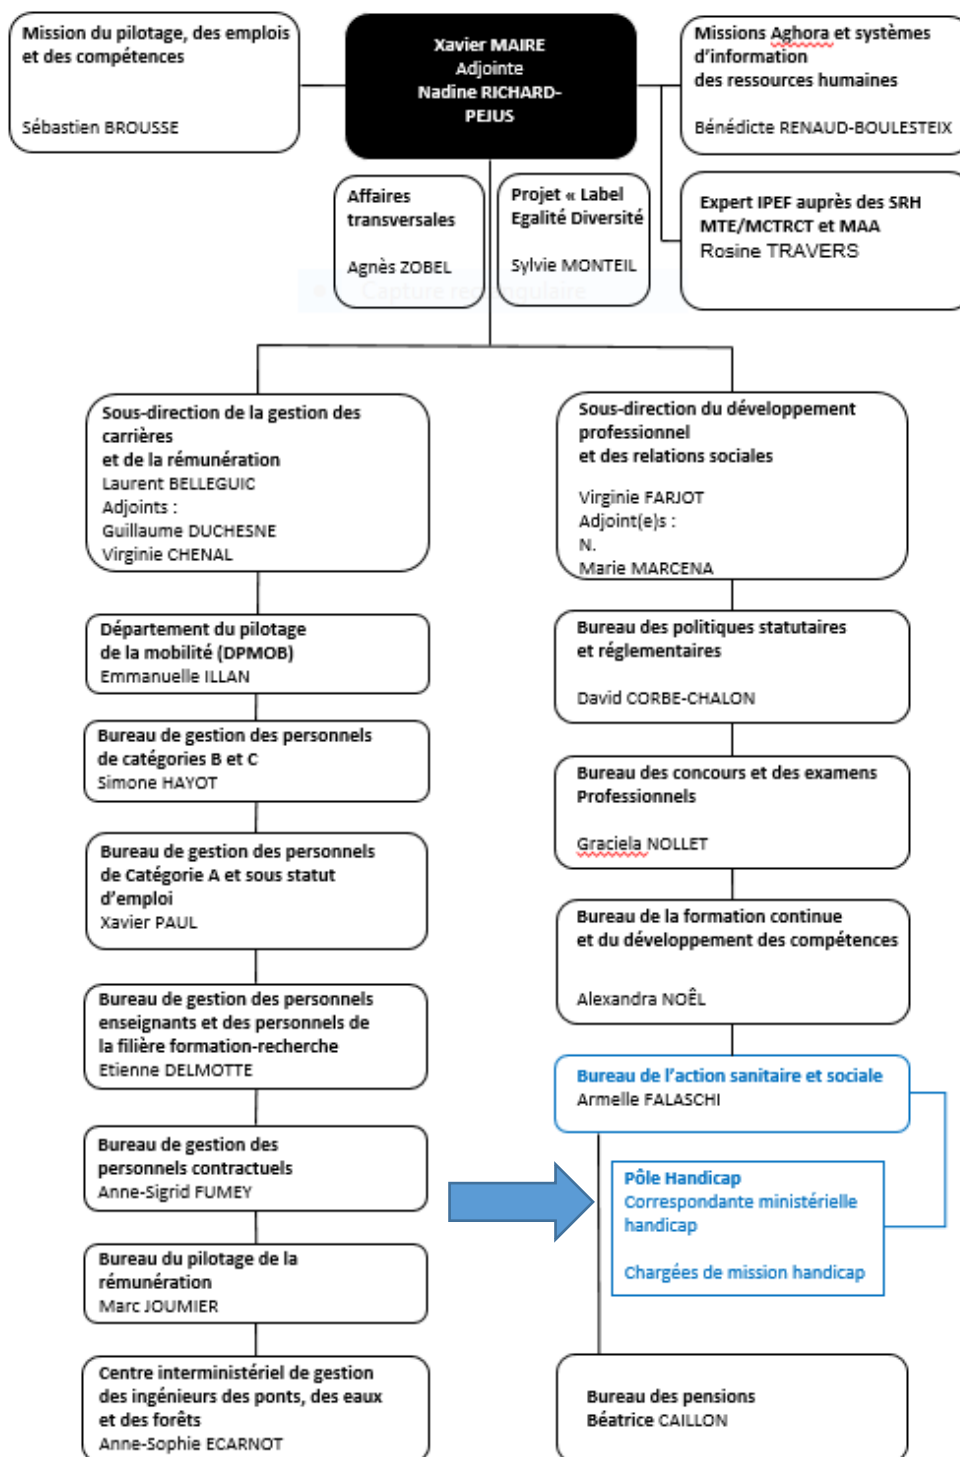 Mission du pilotage, des emplois
et des compétences
Sébastien BROUSSE
Xavier MAIRE
Adjointe
Nadine RICHARD-
PEJUS
Missions Aghora et systèmes
d'information
des ressources humaines
Bénédicte RENAUD-BOULESTEIX
Affaires
transversales
Agnès ZOBEL
Projet « Label
Egalité Diversité
Sylvie MONTEIL
Expert IPEF auprès des SRH
MTE/MCTRCT et MAA
Rosine TRAVERS
Capture rectangulaire
Sous-direction de la gestion des
carrières
et de la rémunération
Laurent BELLEGUIC
Adjoints :
Guillaume DUCHESNE
Virginie CHENAL
Département du pilotage
de la mobilité (DPMOB)
Emmanuelle ILLAN
Bureau de gestion des personnels
de catégories B et C
Simone HAYOT
Bureau de gestion des personnels
de Catégorie A et sous statut
d'emploi
Xavier PAUL
Bureau de gestion des personnels
enseignants et des personnels de
la filière formation-recherche
Etienne DELMOTTE
Bureau de gestion des
personnels contractuels
Anne-Sigrid FUMEY
Bureau du pilotage de la
rémunération
Marc JOUMIER
Centre interministériel de gestion
des ingénieurs des ponts, des eaux
et des forêts
Anne-Sophie ECARNOT
Sous-direction du développement
professionnel
et des relations sociales
Virginie FARJOT
Adjoint(e)s :
N.
Marie MARCENA
Bureau des politiques statutaires
et réglementaires
David CORBE-CHALON
Bureau des concours et des examens
Professionnels
Graciela NOLLET
Bureau de la formation continue
et du développement des compétences
Alexandra NOÊL
Bureau de l'action sanitaire et sociale
Armelle FALASCHI
Pôle Handicap
Correspondante ministérielle
handicap
Chargées de mission handicap
Bureau des pensions
Béatrice CAILLON